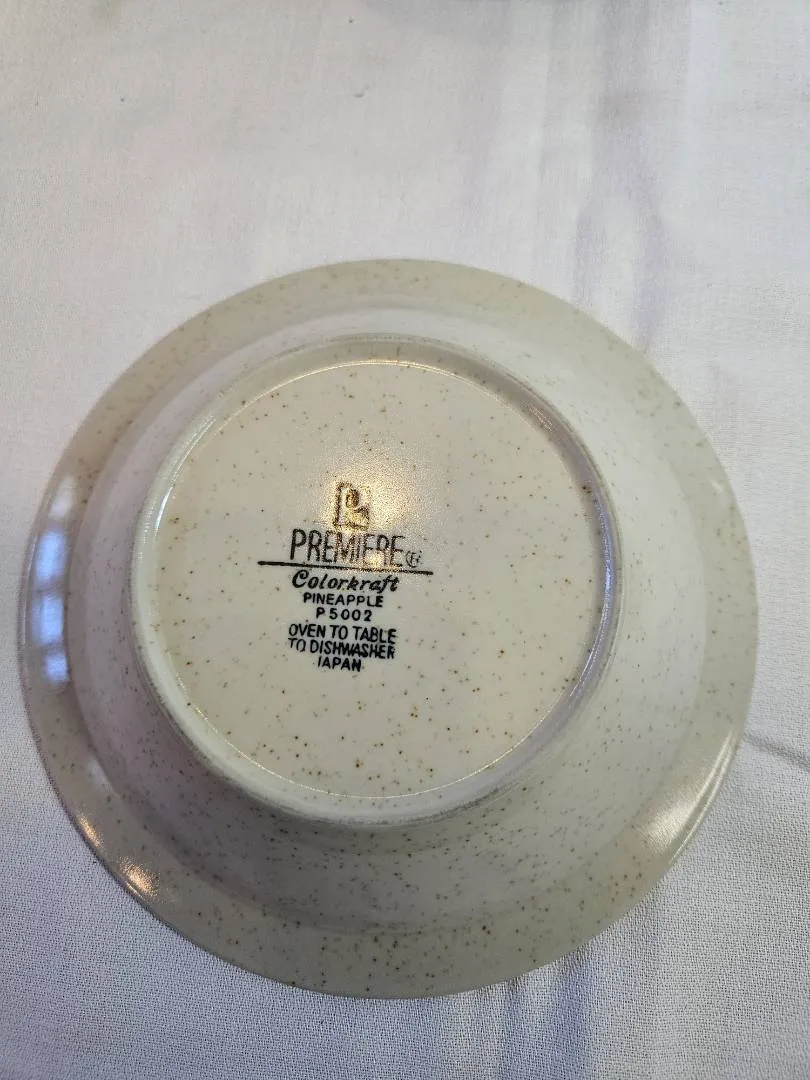 PREMIERE®
Colorkraft
PINEAPPLE
P5002
OVEN TO TABLE
TO DISHWASHER
JAPAN